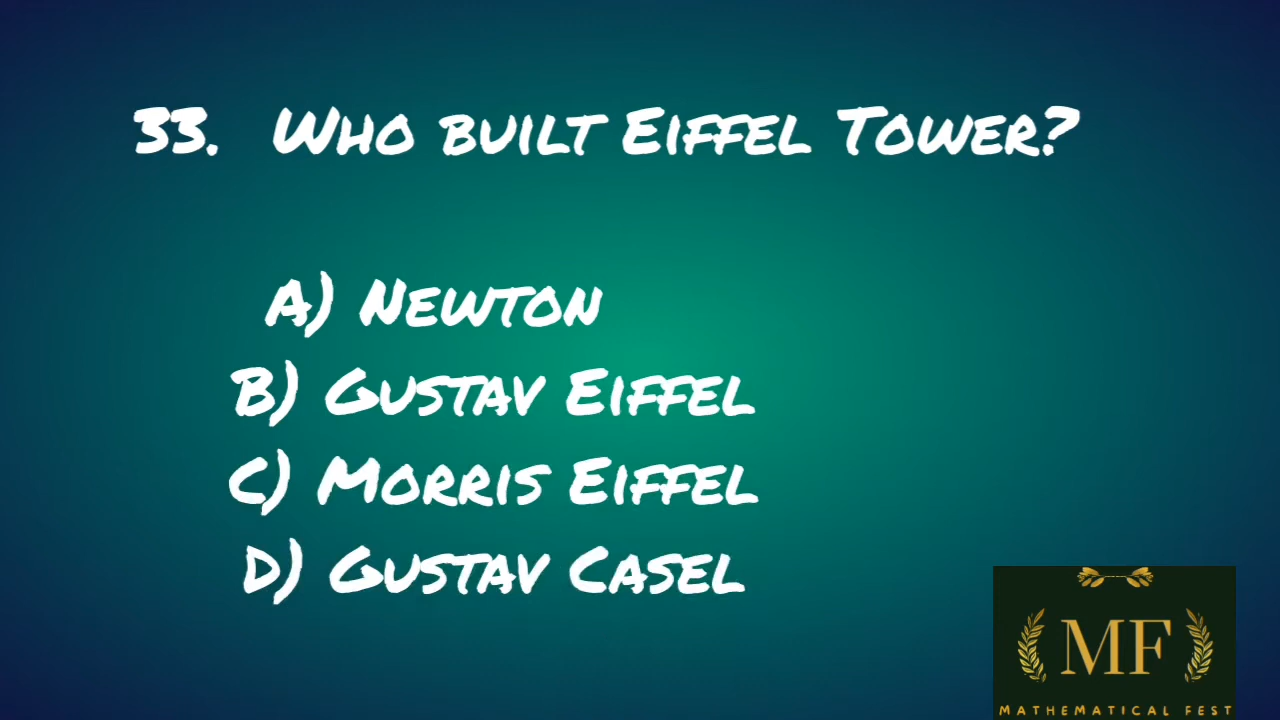 33. Who built Eiffel Tower?
A) Newton
B) Gustav Eiffel
C) Morris Eiffel
D) Gustav Casel
MF
MATHEMATICAL FEST